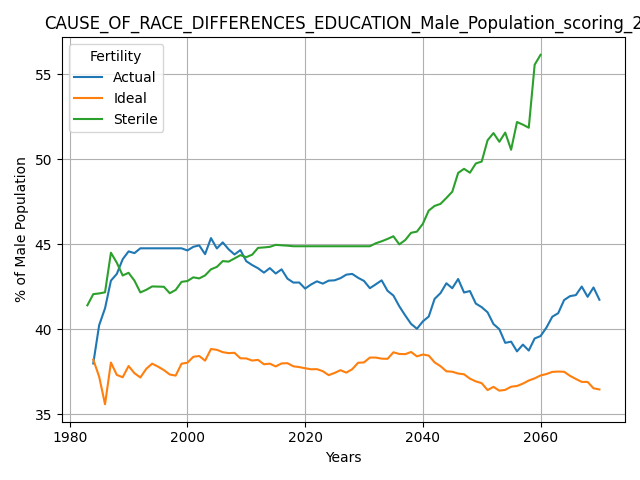 CAUSE_OF_RACE_DIFFERENCES_EDUCATION_Male_Population_scoring_2
Fertility
Actual
Ideal
Sterile
% of Male Population
55
50
45
40
35
1980
2000
2020
2040
2060
Years